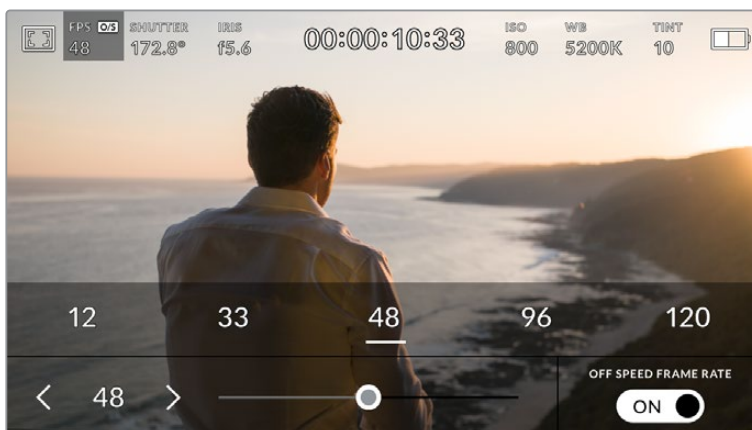 FPS O/S SHUTTER IRIS 00:00:10:33 ISO WB TINT
48 172.8° f5.6 800 5200K 10
12 33 48 96 120
OFF SPEED FRAME RATE
48 ON